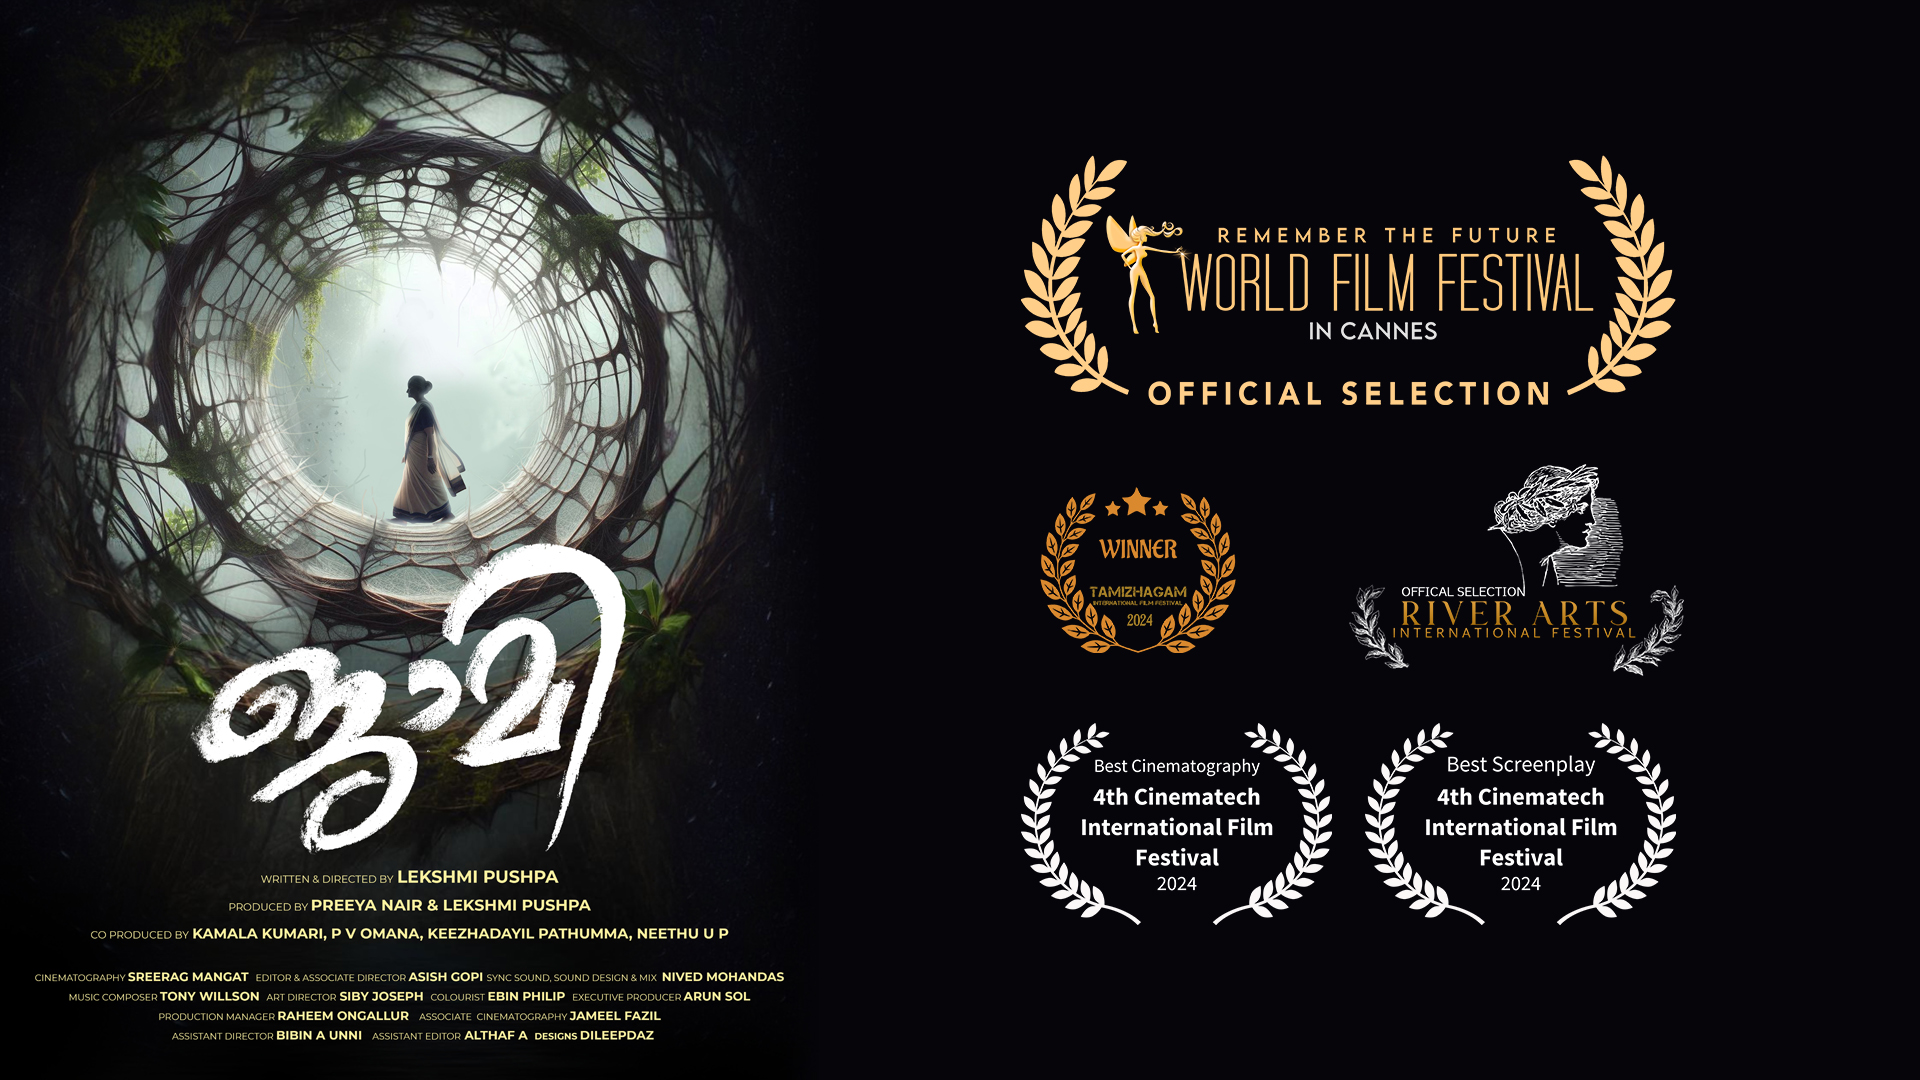 ജാമി
WRITTEN & DIRECTED BY LEKSHMI PUSHPA
PRODUCED BY PREEYA NAIR & LEKSHMI PUSHPA
CO PRODUCED BY KAMALA KUMARI, P V OMANA, KEEZHADAYIL PATHUMMA, NEETHU U P
CINEMATOGRAPHY SREERAG MANGAT EDITOR & ASSOCIATE DIRECTOR ASISH GOPI SYNC SOUND, SOUND DESIGN & MIX NIVED MOHANDAS
MUSIC COMPOSER TONY WILLSON ART DIRECTOR SIBY JOSEPH COLOURIST EBIN PHILIP EXECUTIVE PRODUCER ARUN SOL
PRODUCTION MANAGER RAHEEM ONGALLUR ASSOCIATE CINEMATOGRAPHY JAMEEL FAZIL
ASSISTANT DIRECTOR BIBIN A UNNI ASSISTANT EDITOR ALTHAF A DESIGNS DILEEPDAZ
REMEMBER THE FUTURE
WORLD FILM FESTIVAL
IN CANNES
OFFICIAL SELECTION
WINNER
TAMIZHAGAM
INTERNATIONAL FILM FESTIVAL
2024
OFFICAL SELECTION
RIVER ARTS
INTERNATIONAL FESTIVAL
Best Cinematography
4th Cinematech
International Film
Festival
2024
Best Screenplay
4th Cinematech
International Film
Festival
2024